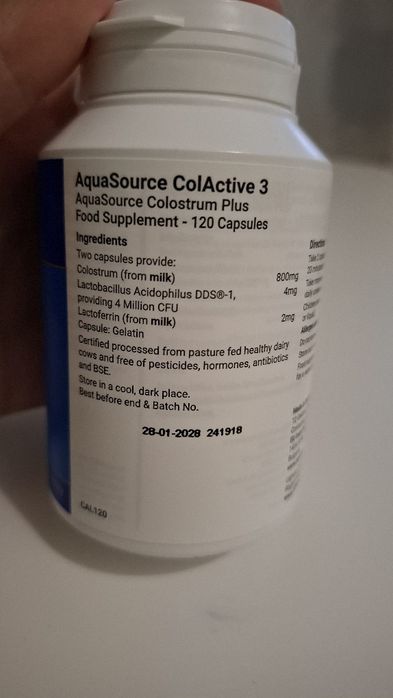 AquaSource ColActive 3
AquaSource Colostrum Plus
Food Supplement - 120 Capsules
Ingredients
Two capsules provide:
Colostrum (from milk) 800mg
Lactobacillus Acidophilus DDS®-1, 4mg
providing 4 Million CFU
Lactoferrin (from milk) 2mg
Capsule: Gelatin
Certified processed from pasture fed healthy dairy
cows and free of pesticides, hormones, antibiotics
and BSE.
Store in a cool, dark place.
Best before end & Batch No.
28-01-2028 241918
CAL120
Take